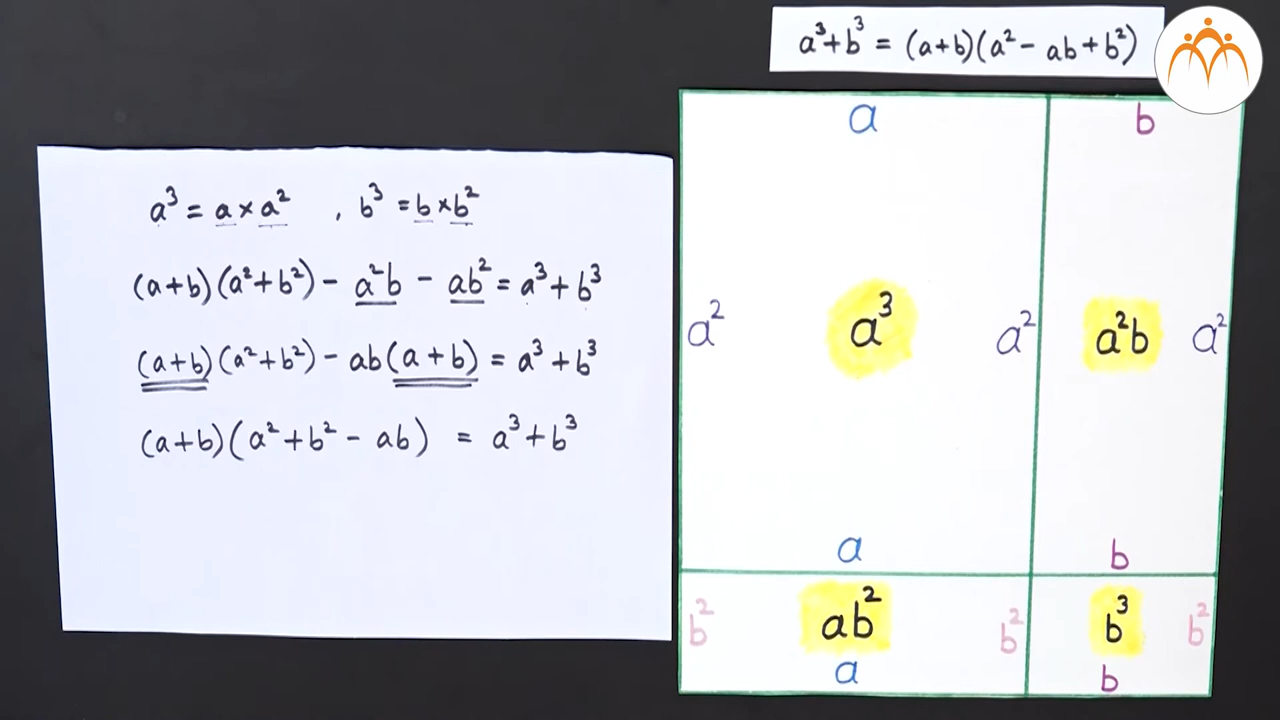 a³+b³ = (a+b)(a² - ab + b²)
a³ = a × a² , b³ = b × b²
(a+b)(a²+b²) - a²b - ab² = a³ + b³
(a+b)(a²+b²) - ab(a+b) = a³ + b³
(a+b)(a²+b² - ab) = a³ + b³
a b
a² a³ a² a²b a²
a b
b² ab² b² b³ b²
a b